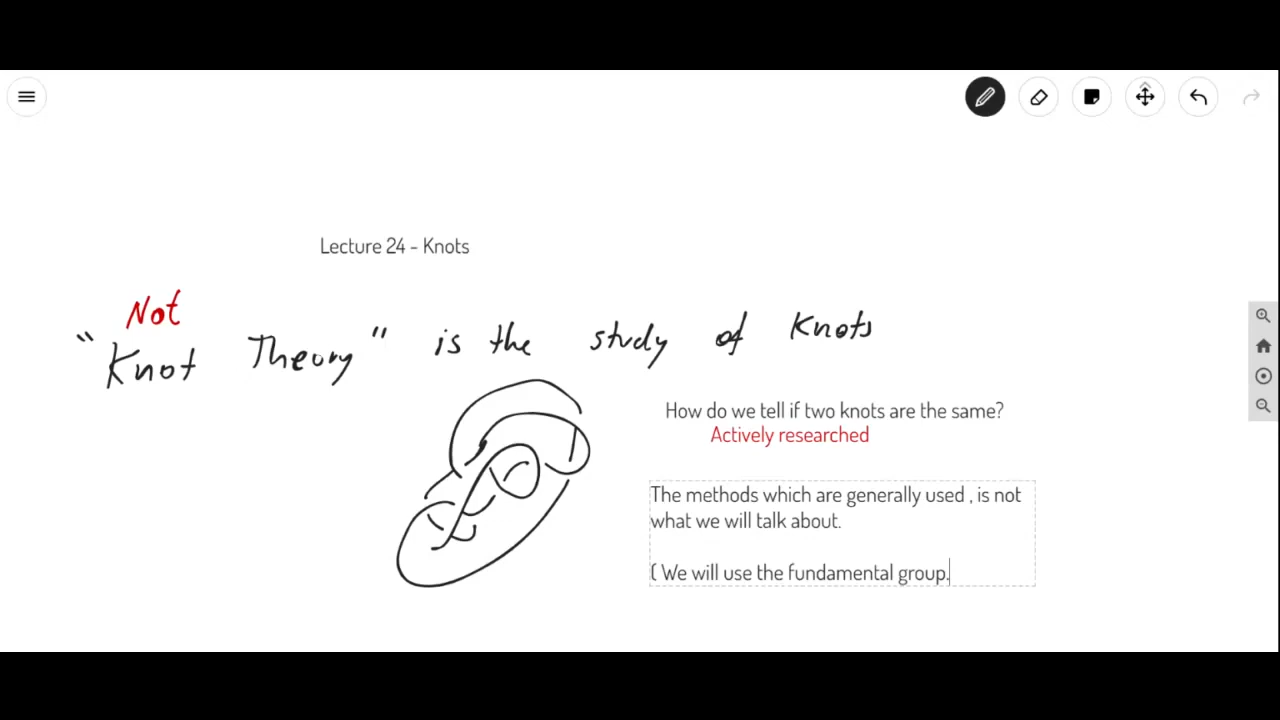 Lecture 24 - Knots
Not
“ Knot Theory ” is the study of Knots
How do we tell if two knots are the same?
Actively researched
The methods which are generally used , is not
what we will talk about.
( We will use the fundamental group.